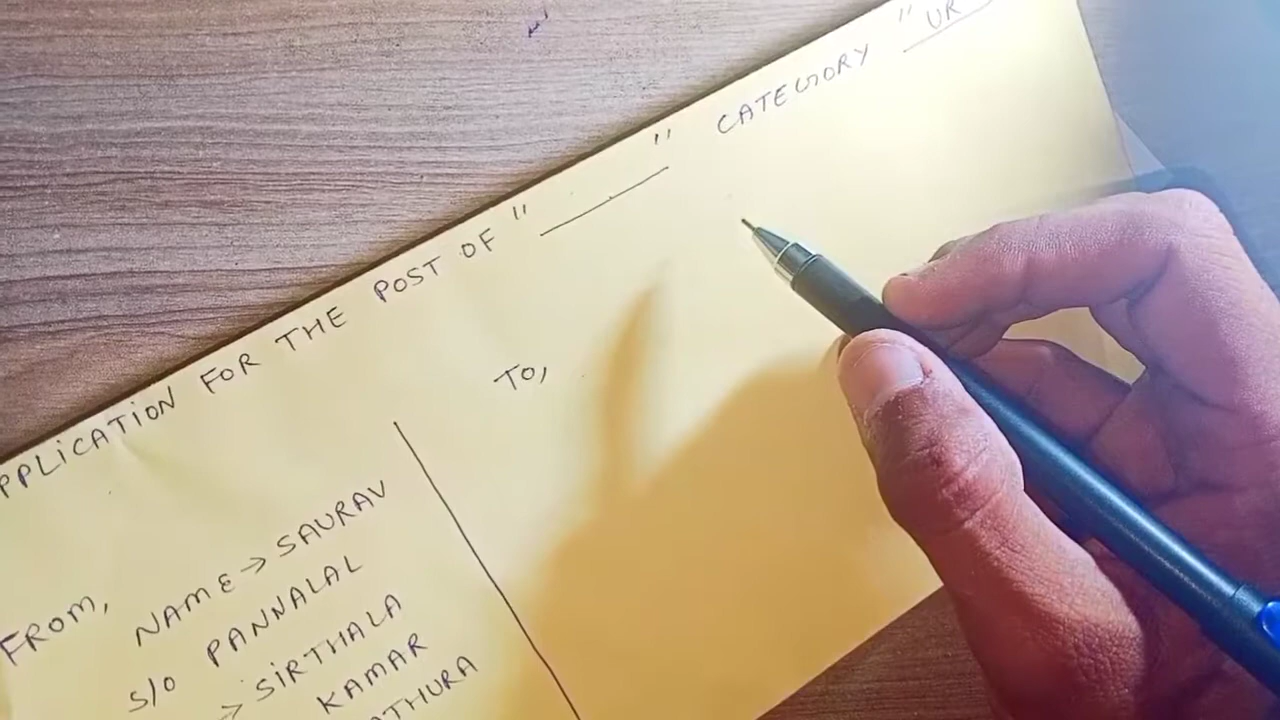 PPLICATION FOR THE POST OF "______" CATEGORY "UR
TO,
FROM,
NAME → SAURAV
S/O PANNALAL
→ SIRTHALA
KAMAR
ATHURA